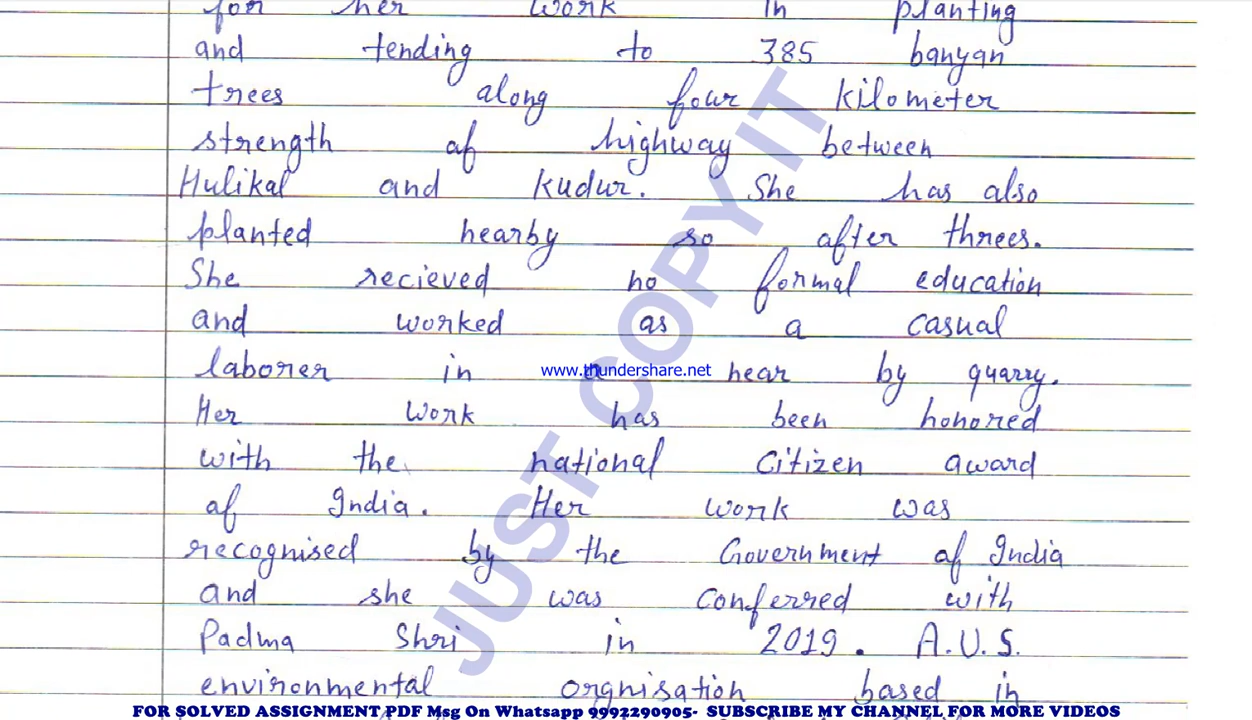 for her work in planting
and tending to 385 banyan
trees along four kilometer
strength of highway between
Hulikal and Kudur. She has also
planted nearby so after threes.
She recieved no formal education
and worked as a casual
laborer in a near by quarry.
www.thundershare.net
Her work has been honored
with the national citizen award
of India. Her work was
recognised by the Government of India
and she was conferred with
Padma Shri in 2019. A.U.S.
environmental orgnisation based in
JUST COPY IT
FOR SOLVED ASSIGNMENT PDF Msg On Whatsapp 9992290905- SUBSCRIBE MY CHANNEL FOR MORE VIDEOS